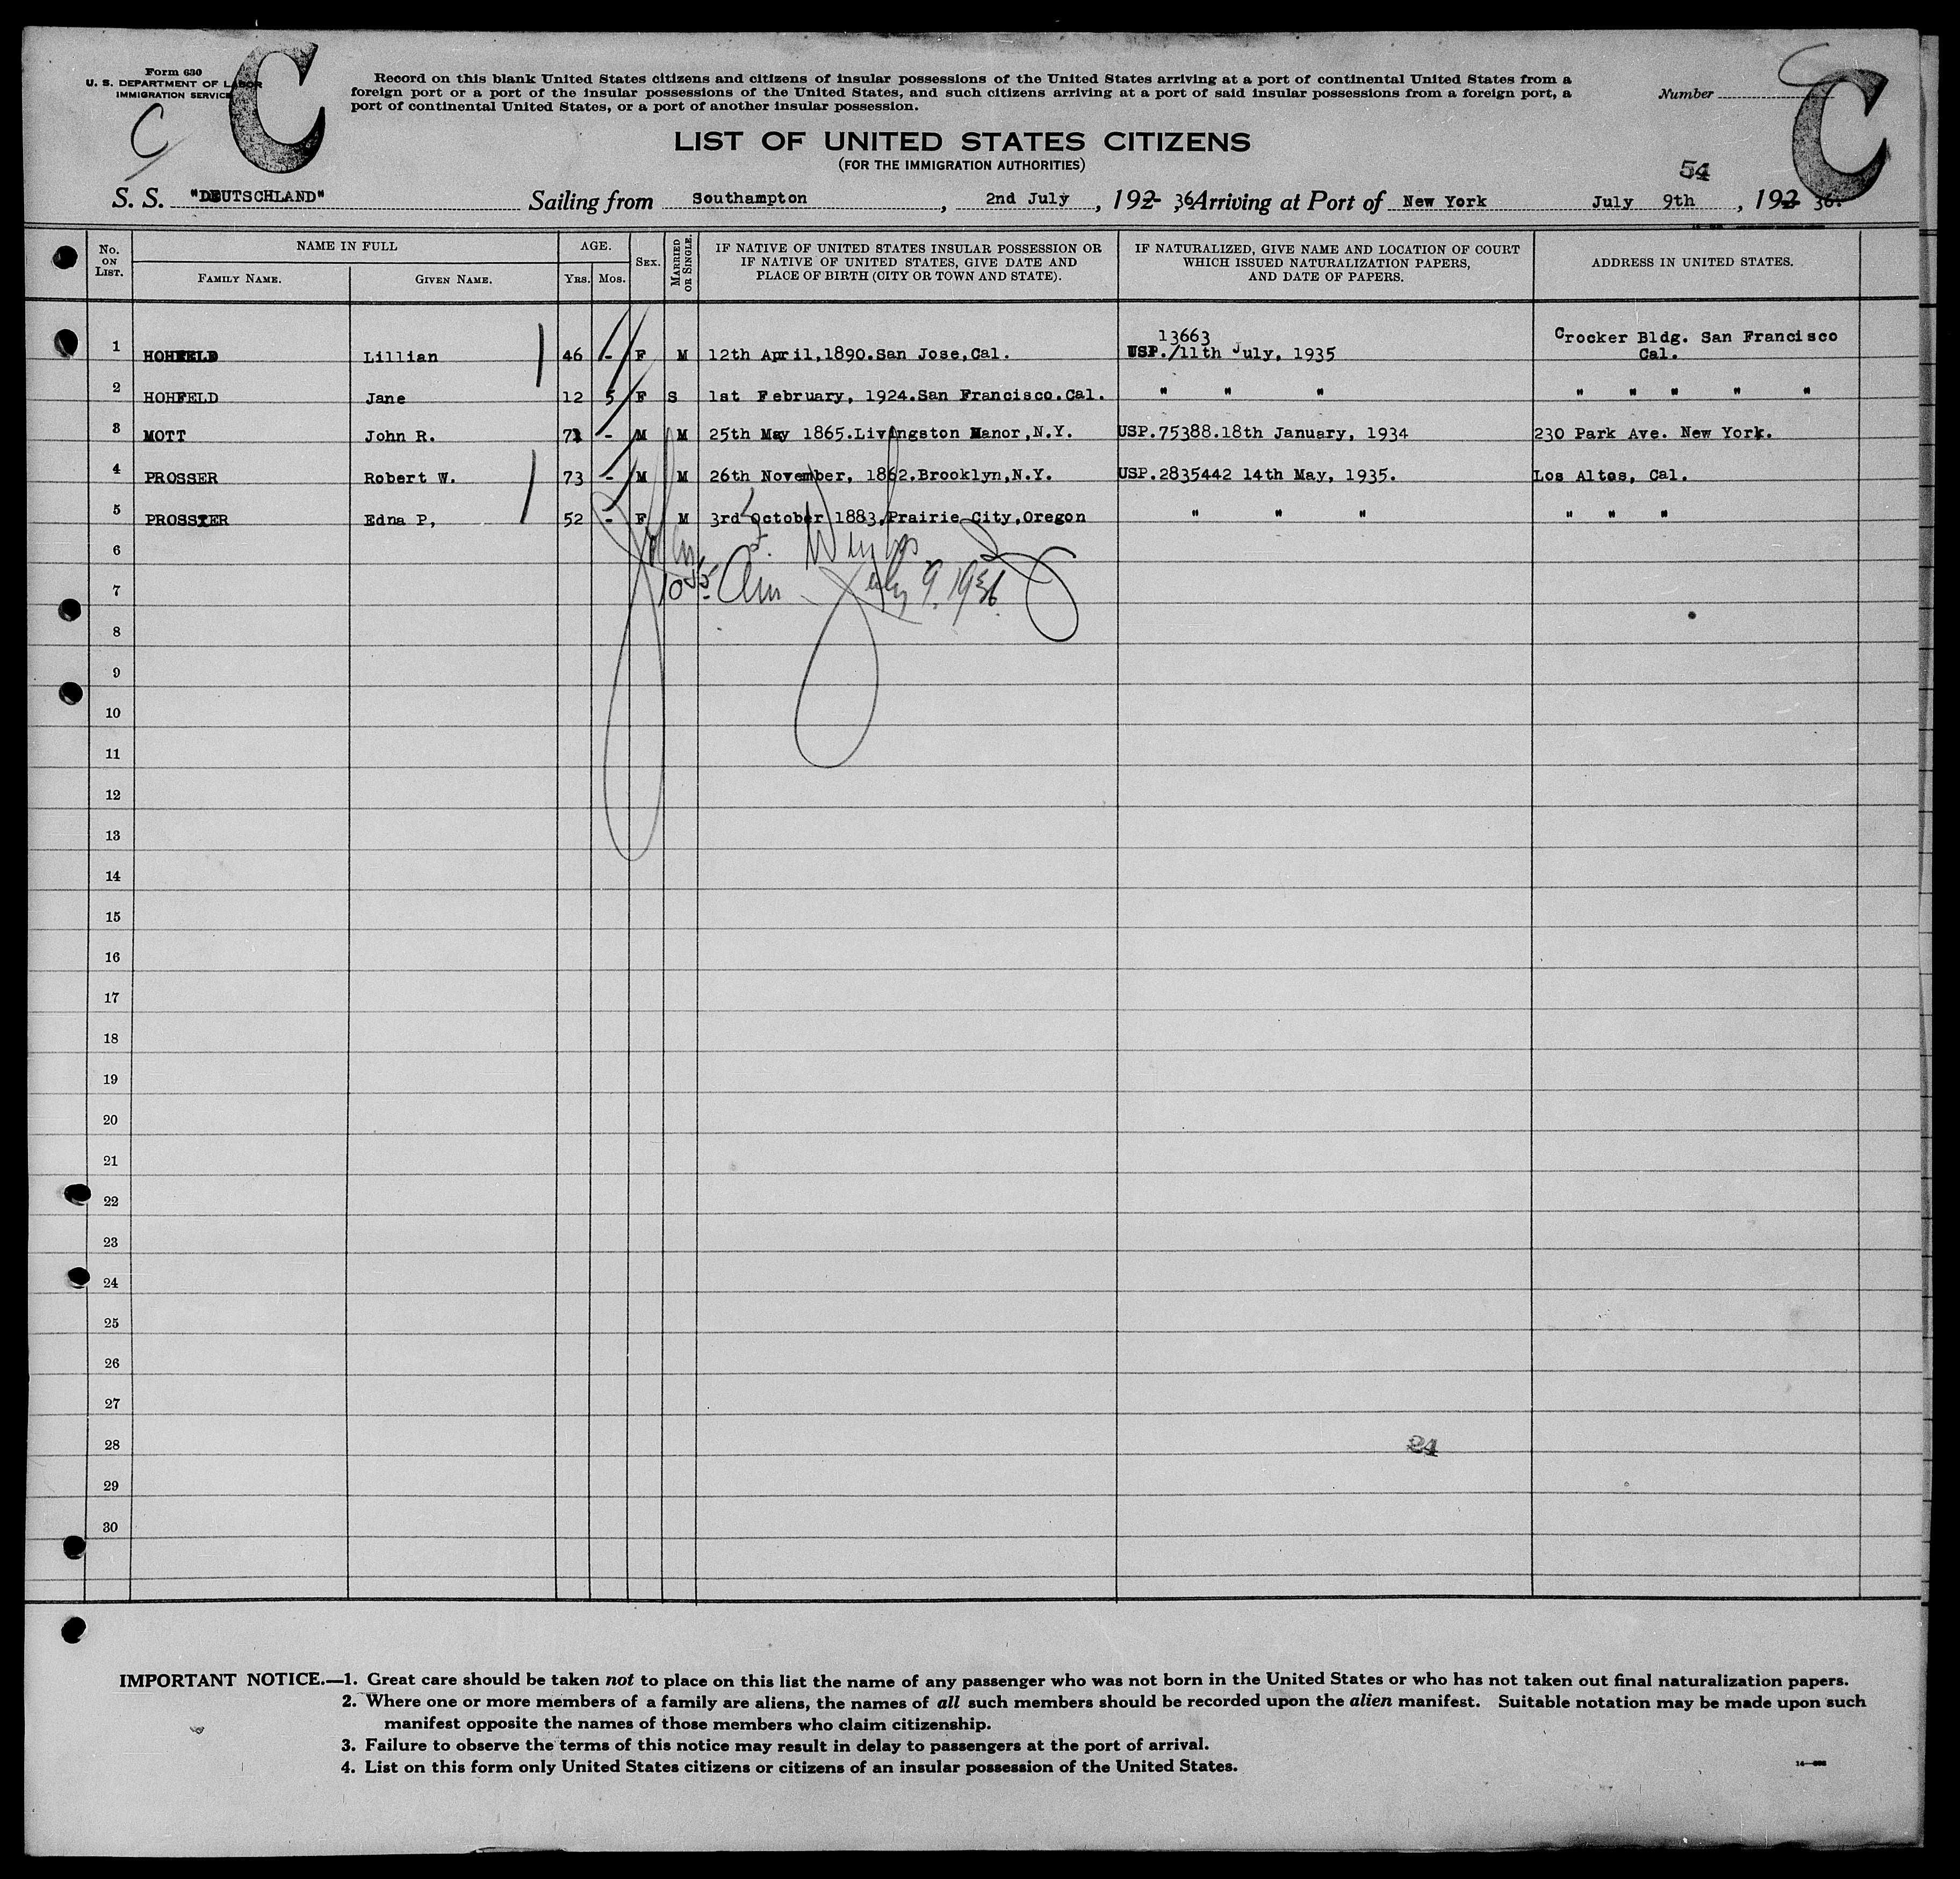 Form 630
U. S. DEPARTMENT OF LABOR
IMMIGRATION SERVICE
C
C
Record on this blank United States citizens and citizens of insular possessions of the United States arriving at a port of continental United States from a
foreign port or a port of the insular possessions of the United States, and such citizens arriving at a port of said insular possessions from a foreign port, a
port of continental United States, or a port of another insular possession.
Number
C
C
LIST OF UNITED STATES CITIZENS
(FOR THE IMMIGRATION AUTHORITIES)
54
S. S. "DEUTSCHLAND" Sailing from Southampton, 2nd July, 192 36, Arriving at Port of New York July 9th, 192 36.
No. ON LIST. NAME IN FULL FAMILY NAME. GIVEN NAME. AGE. YRS. MOS. SEX. MARRIED OR SINGLE. IF NATIVE OF UNITED STATES INSULAR POSSESSION OR IF NATIVE OF UNITED STATES, GIVE DATE AND PLACE OF BIRTH (CITY OR TOWN AND STATE). IF NATURALIZED, GIVE NAME AND LOCATION OF COURT WHICH ISSUED NATURALIZATION PAPERS, AND DATE OF PAPERS. ADDRESS IN UNITED STATES.
1 HOHFELD Lillian 46 - F M 12th April,1890.San Jose,Cal. USP./13663 11th July, 1935 Crocker Bldg. San Francisco Cal.
2 HOHFELD Jane 12 5 F S 1st February, 1924.San Francisco.Cal. " " " " " " " "
3 MOTT John R. 71 - M M 25th May 1865.Livingston Manor,N.Y. USP.75388.18th January, 1934 230 Park Ave. New York.
4 PROSSER Robert W. 73 - M M 26th November, 1862.Brooklyn,N.Y. USP.2835442 14th May, 1935. Los Altos, Cal.
5 PROSSER Edna P, 52 - F M 3rd October 1883,Prairie City,Oregon " " " " " "
6
7 10 45 Am July 9, 1936
8
9
10
11
12
13
14
15
16
17
18
19
20
21
22
23
24
25
26
27
28 24
29
30
IMPORTANT NOTICE.—1. Great care should be taken not to place on this list the name of any passenger who was not born in the United States or who has not taken out final naturalization papers.
2. Where one or more members of a family are aliens, the names of all such members should be recorded upon the alien manifest. Suitable notation may be made upon such
manifest opposite the names of those members who claim citizenship.
3. Failure to observe the terms of this notice may result in delay to passengers at the port of arrival.
4. List on this form only United States citizens or citizens of an insular possession of the United States.